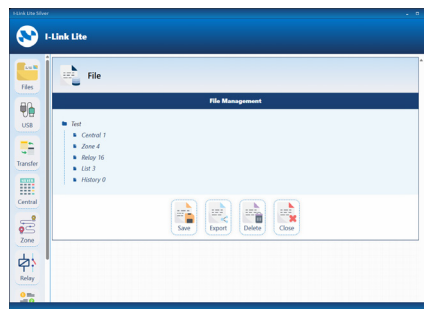 I-Link Lite Silver
I-Link Lite
Files
USB
Transfer
Central
Zone
Relay
File
File Management
Test
Central 1
Zone 4
Relay 16
List 3
History 0
Save
Export
Delete
Close